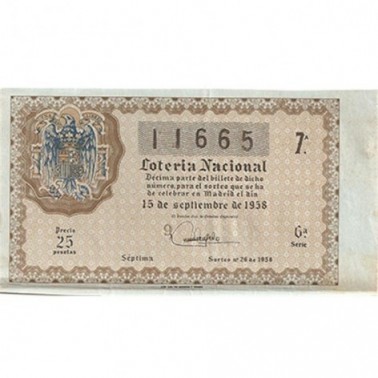 11665
7.ª
Lotería Nacional
Décima parte del billete de dicho
número, para el sorteo que se ha
de celebrar en Madrid el día
15 de septiembre de 1958
Precio
25
pesetas
6ª
Serie
Séptima
Sorteo nº 26 de 1958